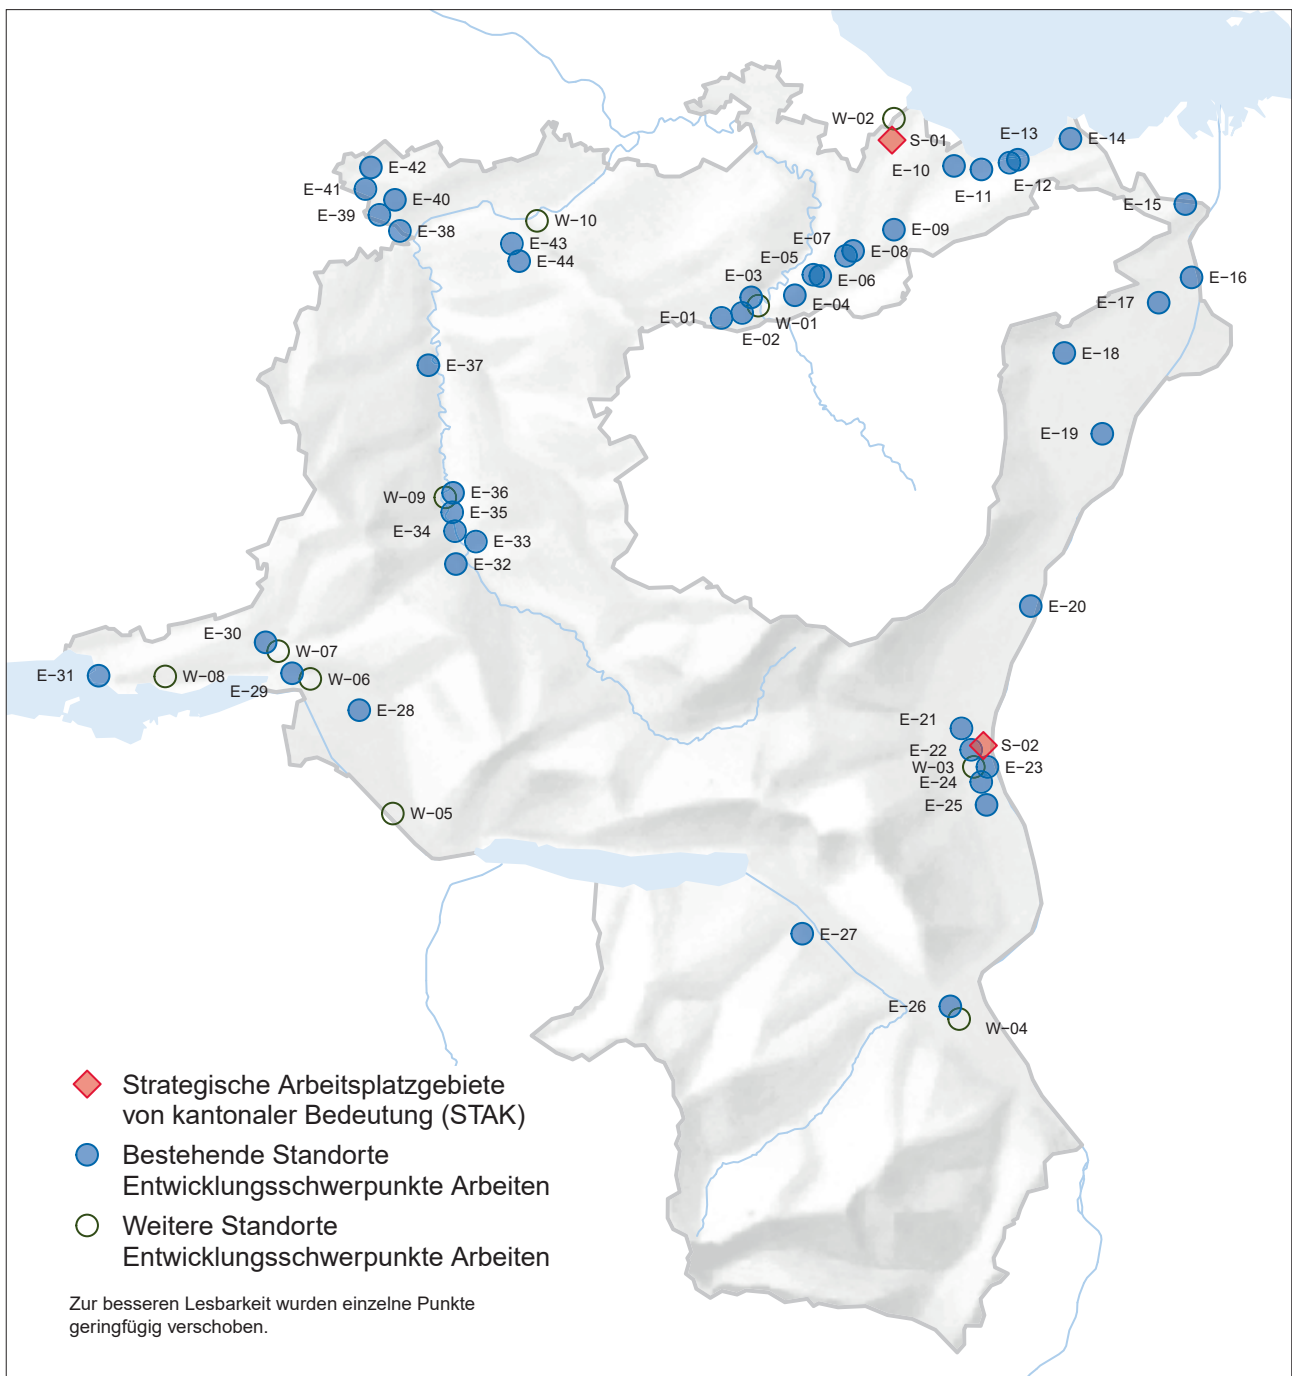 W−02
S−01
E−13
E−14
E−10
E−11
E−12
E−42
E−41
E−40
E−39
E−38
W−10
E−43
E−44
E−15
E−09
E−07
E−08
E−05
E−06
E−03
E−04
E−01
W−01
E−02
E−16
E−17
E−18
E−37
E−19
W−09
E−36
E−35
E−34
E−33
E−32
E−20
E−30
W−07
E−31
W−08
W−06
E−29
E−28
E−21
S−02
E−22
W−03
E−23
E−24
E−25
W−05
E−27
E−26
W−04
Strategische Arbeitsplatzgebiete
von kantonaler Bedeutung (STAK)
Bestehende Standorte
Entwicklungsschwerpunkte Arbeiten
Weitere Standorte
Entwicklungsschwerpunkte Arbeiten
Zur besseren Lesbarkeit wurden einzelne Punkte
geringfügig verschoben.